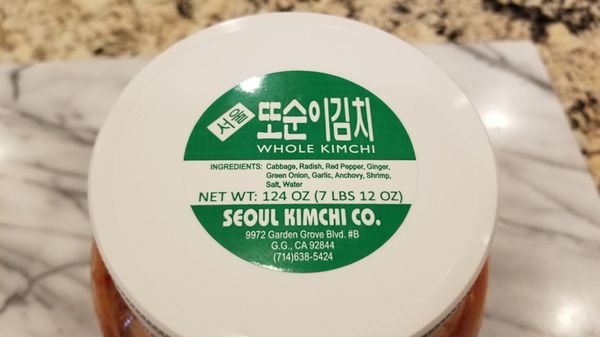 서울
또순이김치
WHOLE KIMCHI
INGREDIENTS: Cabbage, Radish, Red Pepper, Ginger,
Green Onion, Garlic, Anchovy, Shrimp,
Salt, Water
NET WT: 124 OZ (7 LBS 12 OZ)
SEOUL KIMCHI CO.
9972 Garden Grove Blvd. #B
G.G., CA 92844
(714)638-5424